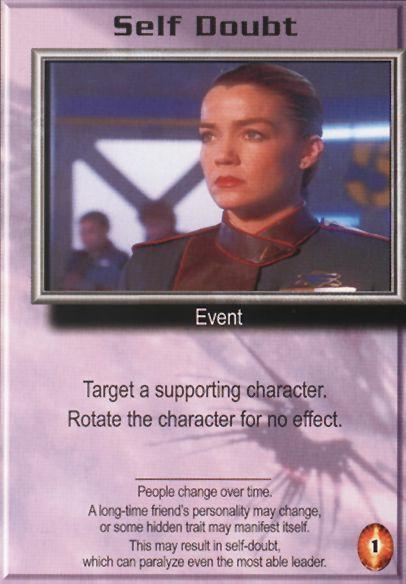 Self Doubt
Event
Target a supporting character.
Rotate the character for no effect.
People change over time.
A long-time friend's personality may change,
or some hidden trait may manifest itself.
This may result in self-doubt,
which can paralyze even the most able leader.
1